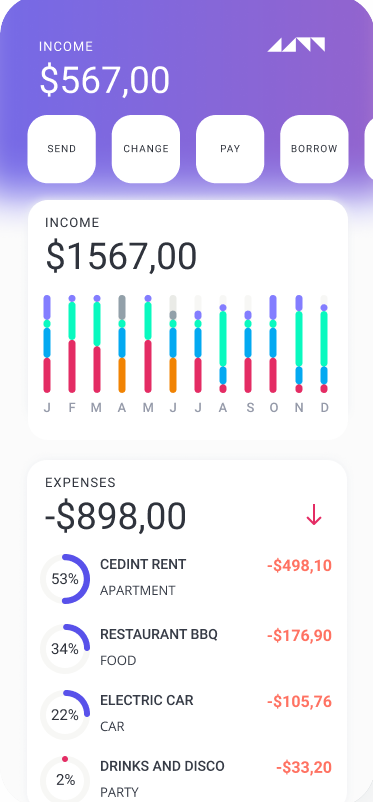 INCOME
$567,00
SEND CHANGE PAY BORROW
INCOME
$1567,00
J F M A M J J A S O N D
EXPENSES
-$898,00
53% CEDINT RENT -$498,10
APARTMENT
34% RESTAURANT BBQ -$176,90
FOOD
22% ELECTRIC CAR -$105,76
CAR
2% DRINKS AND DISCO -$33,20
PARTY